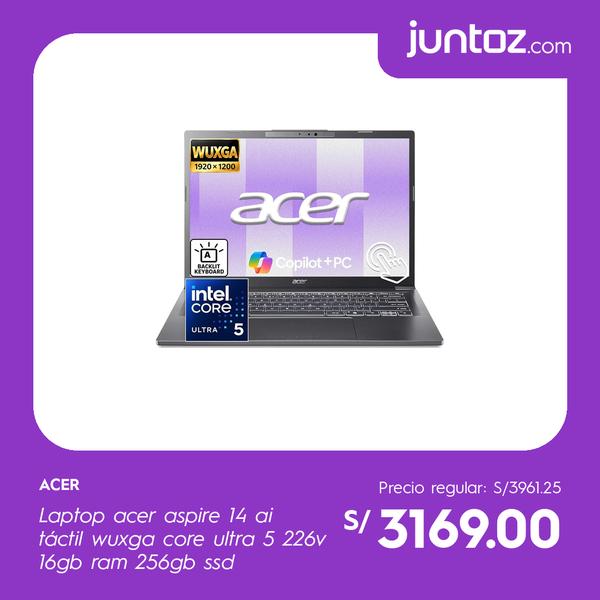 juntoz.com
WUXGA
1920 × 1200
acer
A
BACKLIT
KEYBOARD
Copilot+PC
acer
intel
CORE
ULTRA 5
ACER
Laptop acer aspire 14 ai
táctil wuxga core ultra 5 226v
16gb ram 256gb ssd
Precio regular: S/3961.25
S/ 3169.00